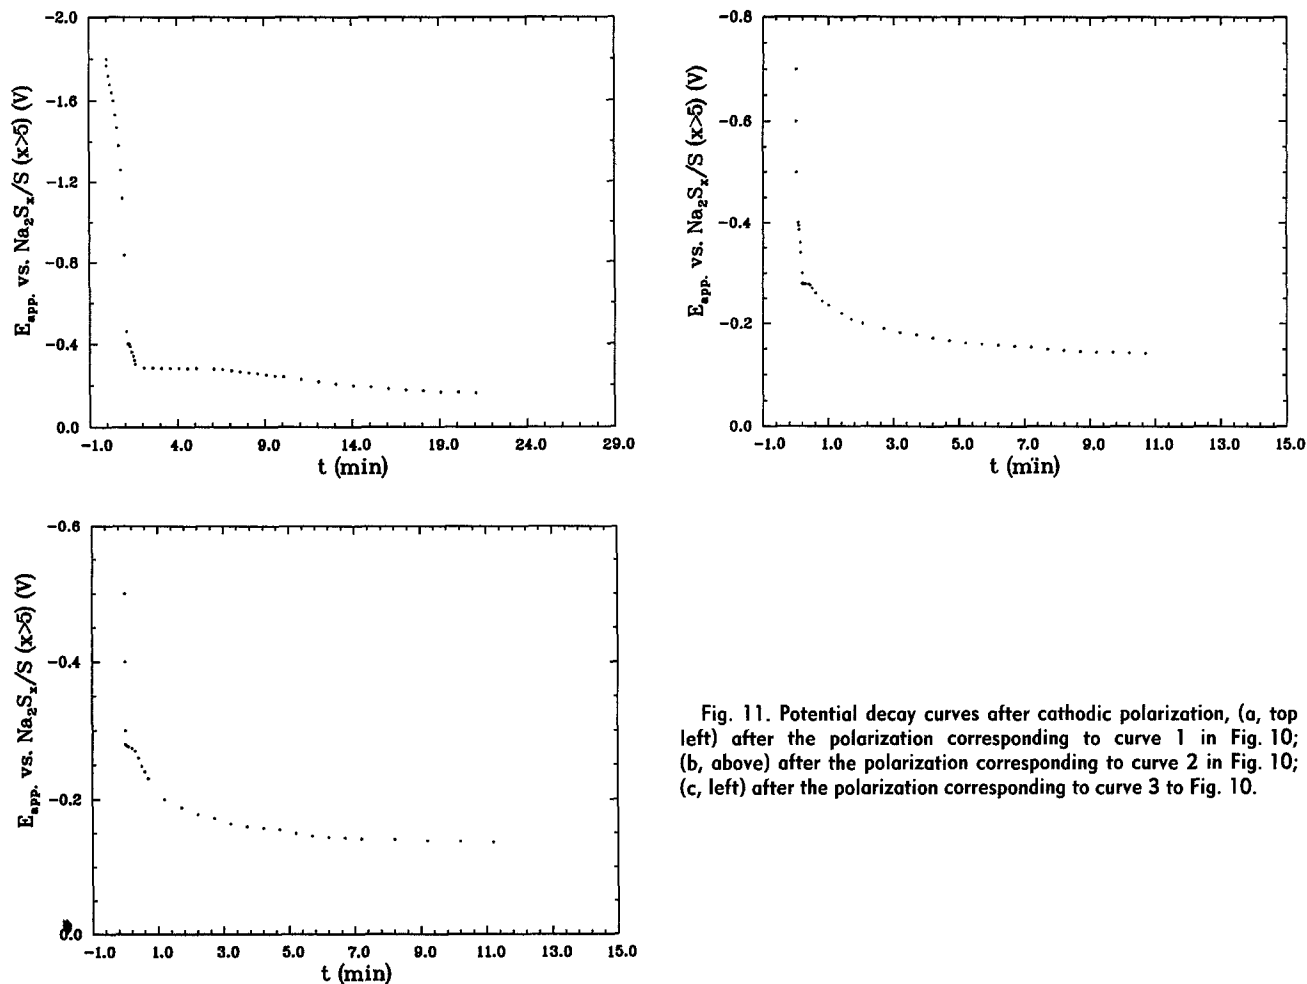 -2.0
-1.6
-1.2
-0.8
-0.4
0.0
E_app. vs. Na₂Sₓ/S (x>5) (V)
-1.0 4.0 9.0 14.0 19.0 24.0 29.0
t (min)
-0.8
-0.6
-0.4
-0.2
0.0
E_app. vs. Na₂Sₓ/S (x>5) (V)
-1.0 1.0 3.0 5.0 7.0 9.0 11.0 13.0 15.0
t (min)
-0.6
-0.4
-0.2
0.0
E_app. vs. Na₂Sₓ/S (x>5) (V)
-1.0 1.0 3.0 5.0 7.0 9.0 11.0 13.0 15.0
t (min)
Fig. 11. Potential decay curves after cathodic polarization, (a, top
left) after the polarization corresponding to curve 1 in Fig. 10;
(b, above) after the polarization corresponding to curve 2 in Fig. 10;
(c, left) after the polarization corresponding to curve 3 to Fig. 10.